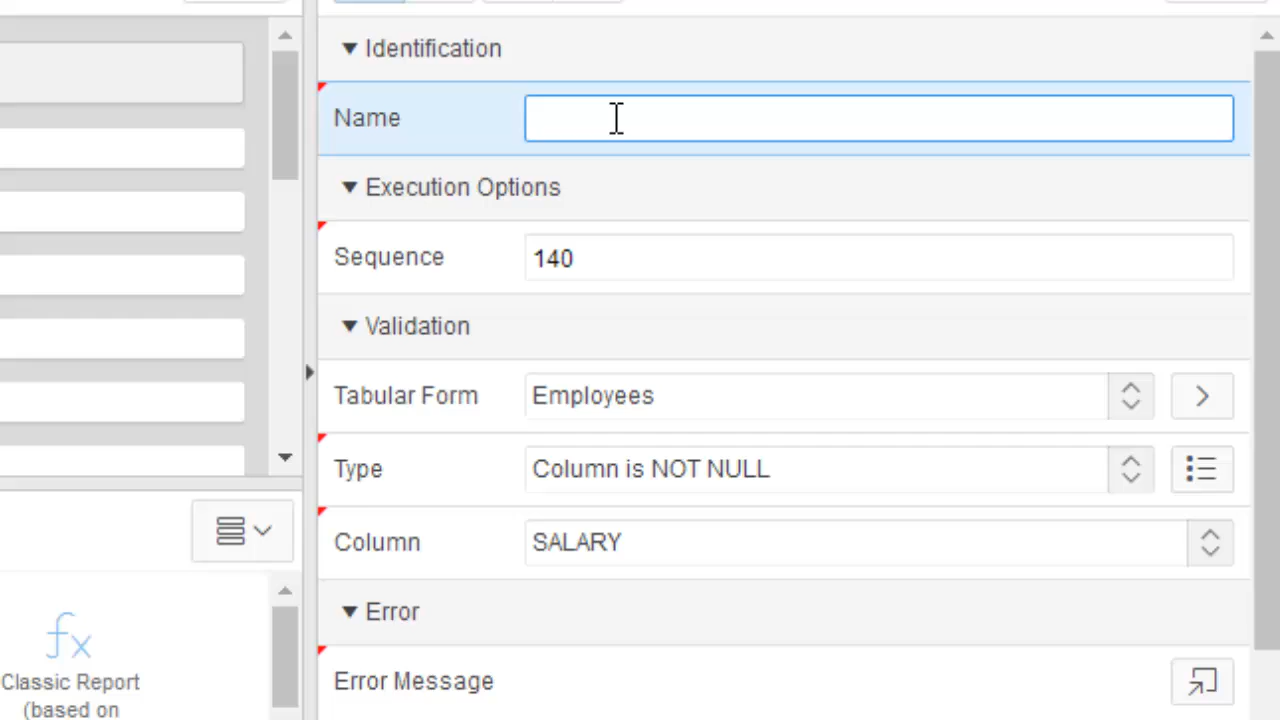 Identification
Name
Execution Options
Sequence 140
Validation
Tabular Form Employees
Type Column is NOT NULL
Column SALARY
Error
Error Message
fx
Classic Report
(based on